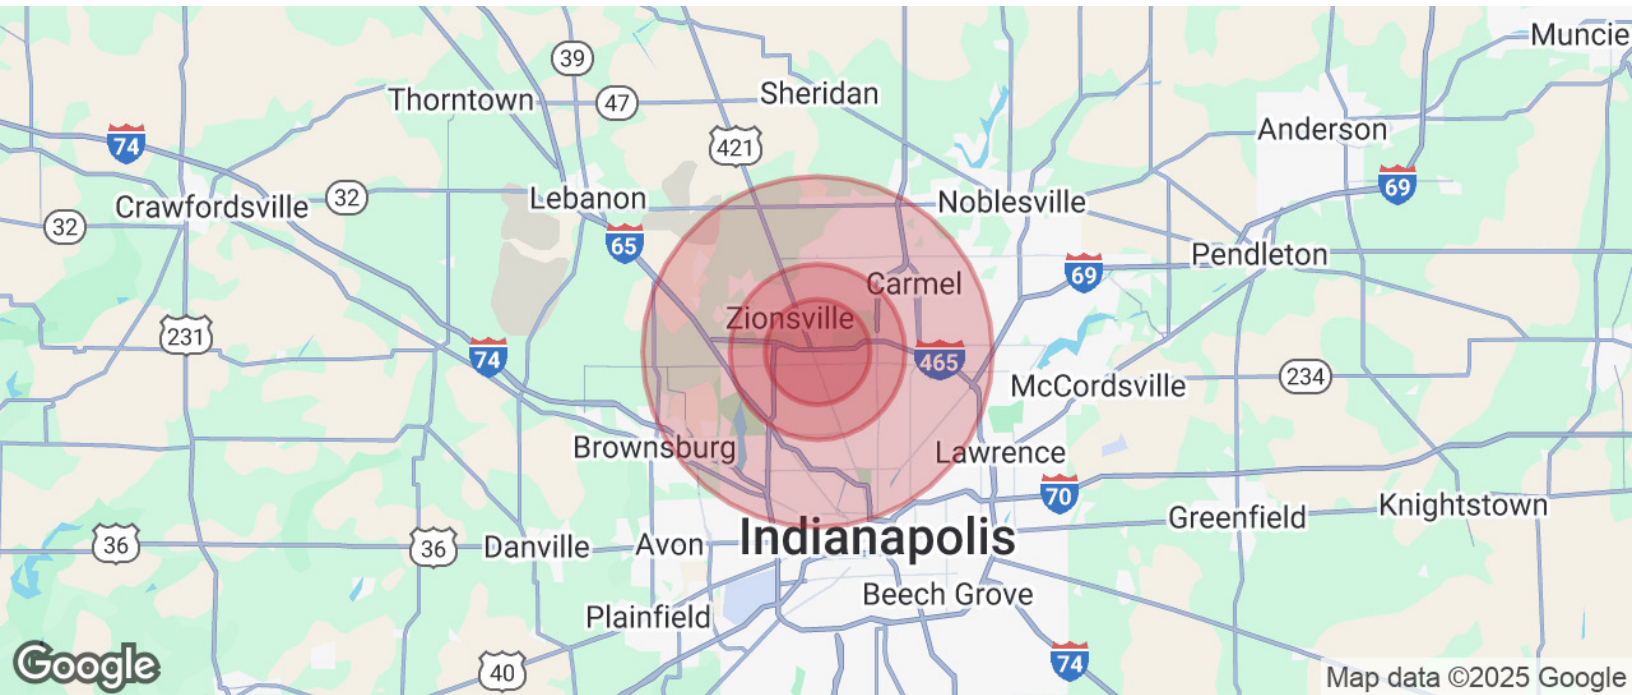 Muncie
39
Thorntown
47
Sheridan
421
Anderson
74
69
Crawfordsville
32
Lebanon
Noblesville
32
65
Pendleton
69
Carmel
Zionsville
231
74
465
McCordsville
234
Brownsburg
Lawrence
70
Knightstown
Greenfield
36
36
Danville
Avon
Indianapolis
Beech Grove
Plainfield
74
40
Google
Map data ©2025 Google